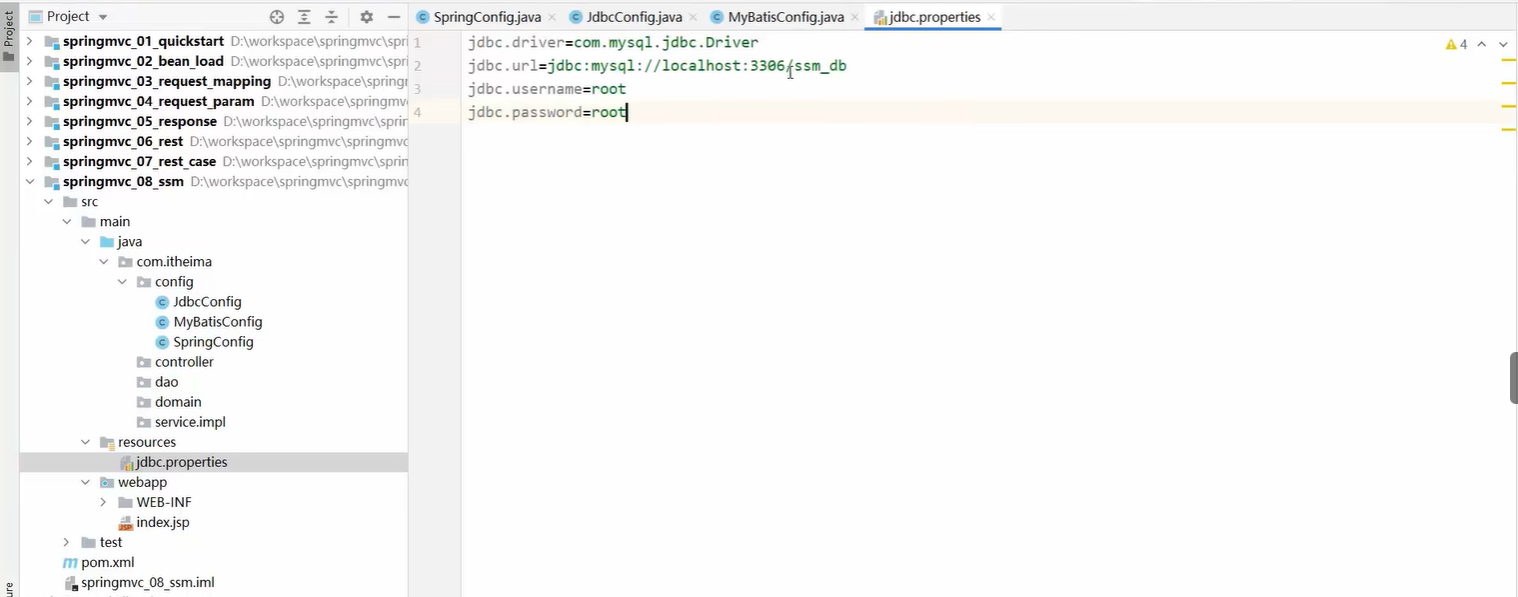 Project
Project
SpringConfig.java
JdbcConfig.java
MyBatisConfig.java
jdbc.properties
springmvc_01_quickstart D:\workspace\springmvc\spri
springmvc_02_bean_load D:\workspace\springmvc\spri
springmvc_03_request_mapping D:\workspace\springm
springmvc_04_request_param D:\workspace\springmvc
springmvc_05_response D:\workspace\springmvc\sprin
springmvc_06_rest D:\workspace\springmvc\springmvc
springmvc_07_rest_case D:\workspace\springmvc\sprin
springmvc_08_ssm D:\workspace\springmvc\springmvc
src
main
java
com.itheima
config
JdbcConfig
MyBatisConfig
SpringConfig
controller
dao
domain
service.impl
resources
jdbc.properties
webapp
WEB-INF
index.jsp
test
pom.xml
springmvc_08_ssm.iml
1 jdbc.driver=com.mysql.jdbc.Driver
2 jdbc.url=jdbc:mysql://localhost:3306/ssm_db
3 jdbc.username=root
4 jdbc.password=root
4